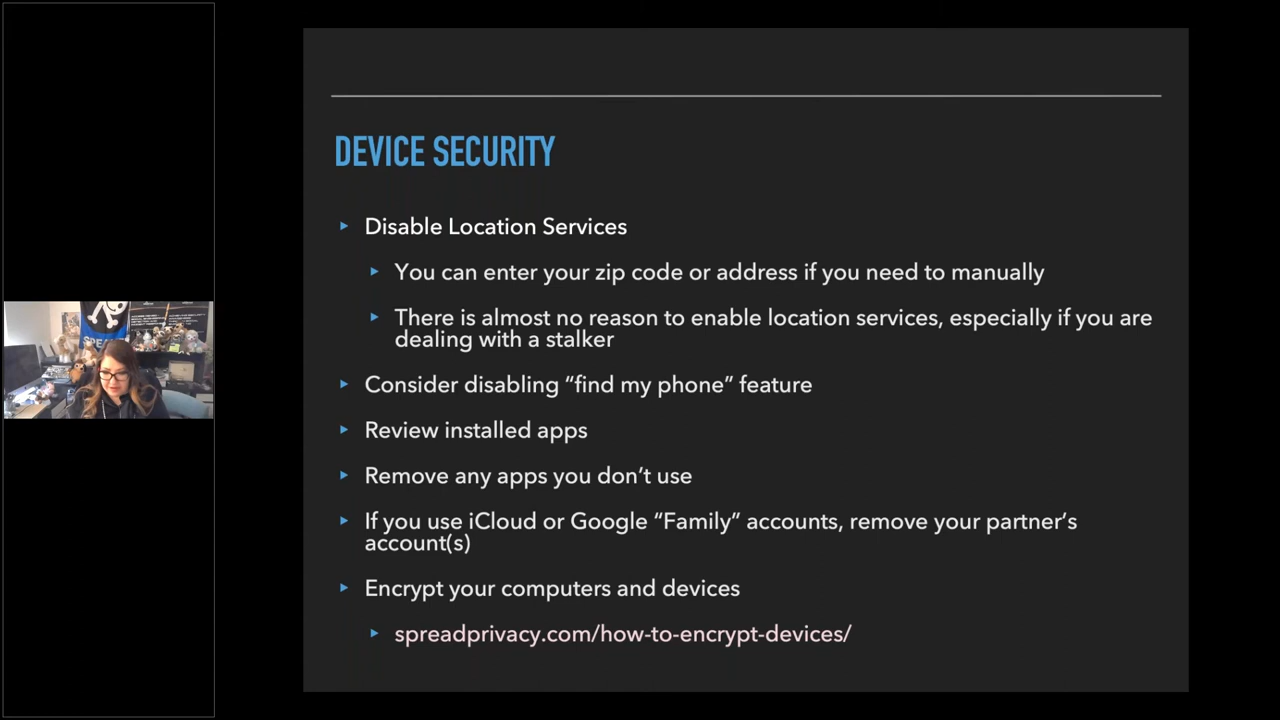 DEVICE SECURITY
Disable Location Services
You can enter your zip code or address if you need to manually
There is almost no reason to enable location services, especially if you are
dealing with a stalker
Consider disabling “find my phone” feature
Review installed apps
Remove any apps you don’t use
If you use iCloud or Google “Family” accounts, remove your partner’s
account(s)
Encrypt your computers and devices
spreadprivacy.com/how-to-encrypt-devices/